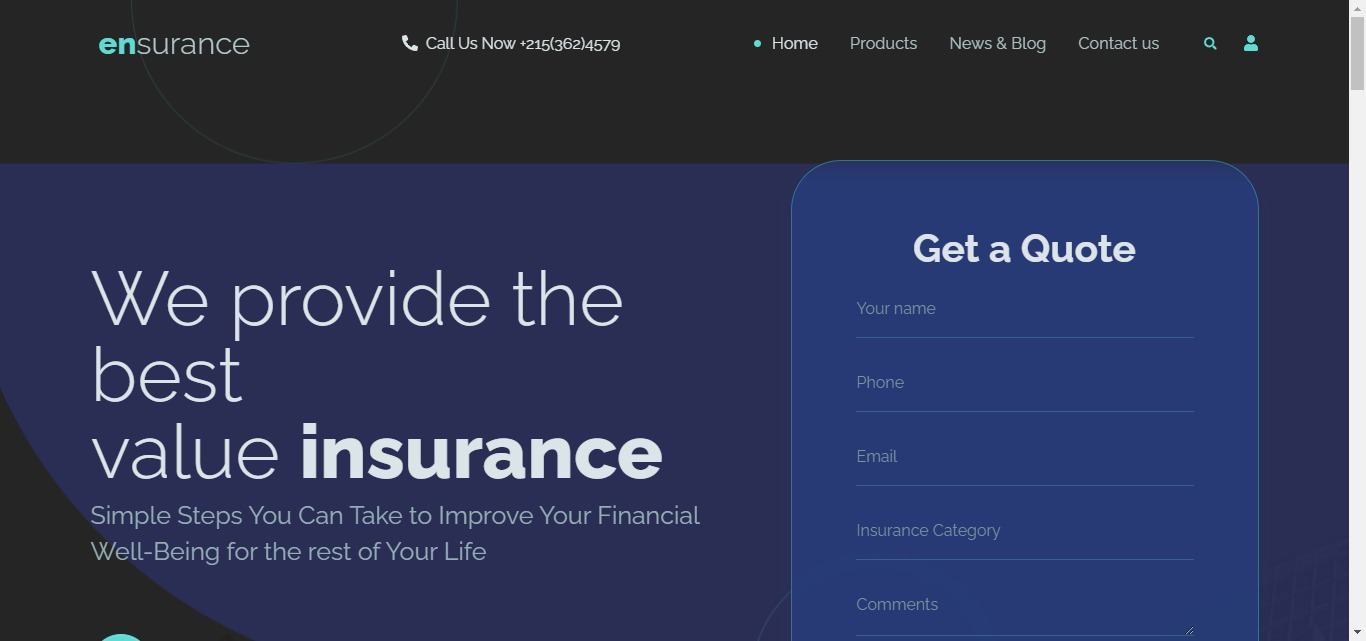 ensurance
Call Us Now +215(362)4579
Home
Products
News & Blog
Contact us
We provide the
best
value insurance
Simple Steps You Can Take to Improve Your Financial
Well-Being for the rest of Your Life
Get a Quote
Your name
Phone
Email
Insurance Category
Comments